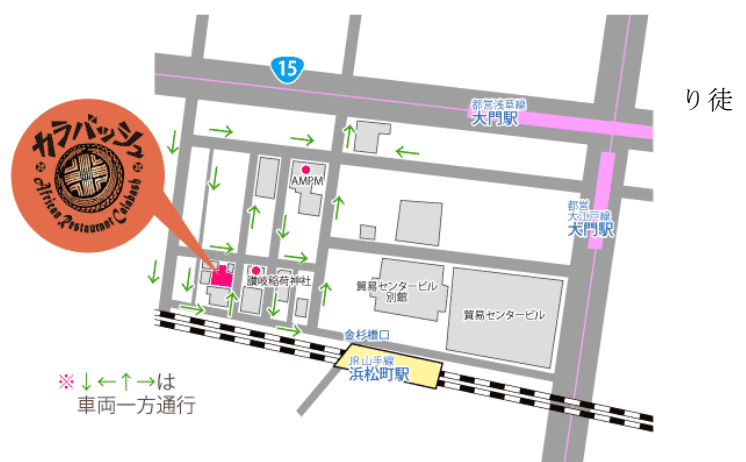 15
都営浅草線
大門駅
り徒
カラバッシュ
African Restaurant Calabash
AMPM
都営
大江戸線
大門駅
讃岐稲荷神社
貿易センタービル
別館
貿易センタービル
金杉橋口
JR山手線
浜松町駅
※↓←↑→は
車両一方通行